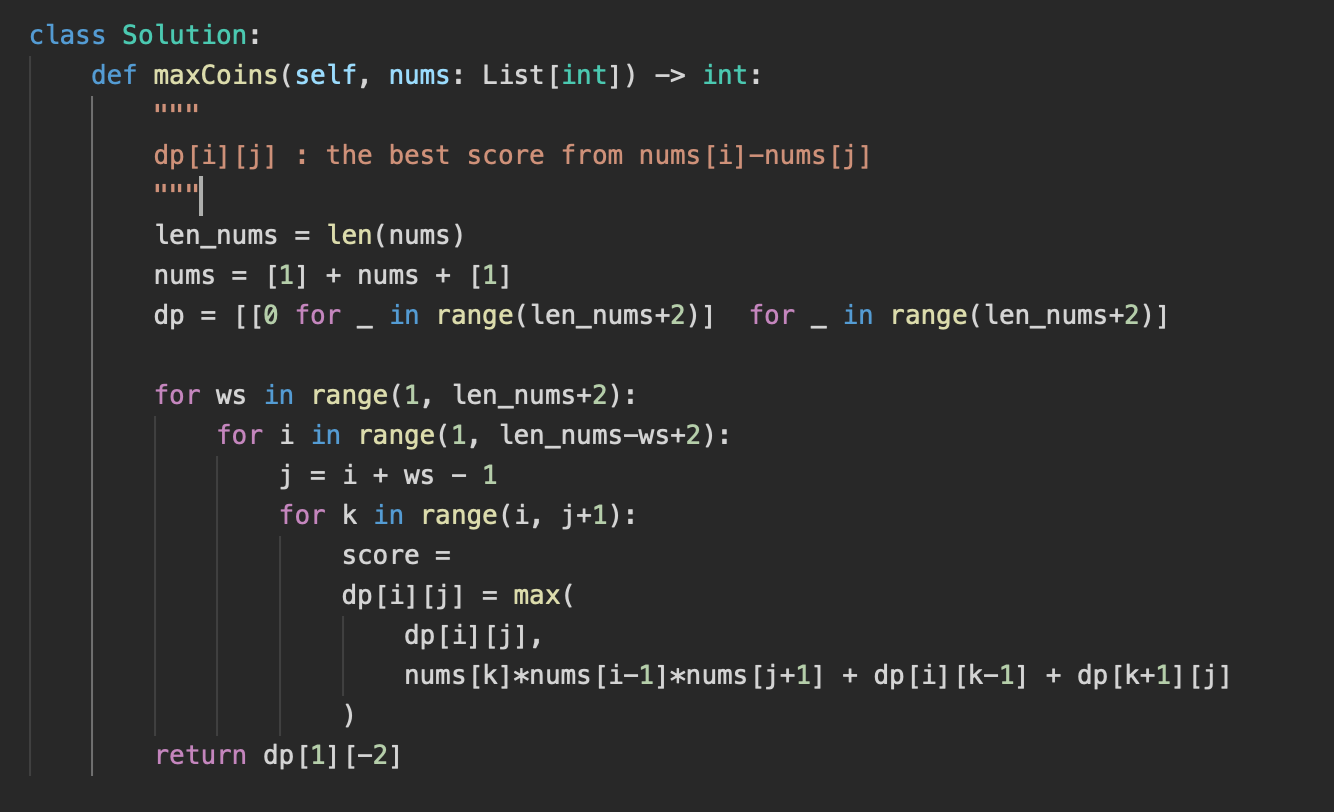 class Solution:
    def maxCoins(self, nums: List[int]) -> int:
        """
        dp[i][j] : the best score from nums[i]-nums[j]
        """
        len_nums = len(nums)
        nums = [1] + nums + [1]
        dp = [[0 for _ in range(len_nums+2)]  for _ in range(len_nums+2)]

        for ws in range(1, len_nums+2):
            for i in range(1, len_nums-ws+2):
                j = i + ws - 1
                for k in range(i, j+1):
                    score =
                    dp[i][j] = max(
                        dp[i][j],
                        nums[k]*nums[i-1]*nums[j+1] + dp[i][k-1] + dp[k+1][j]
                    )
        return dp[1][-2]